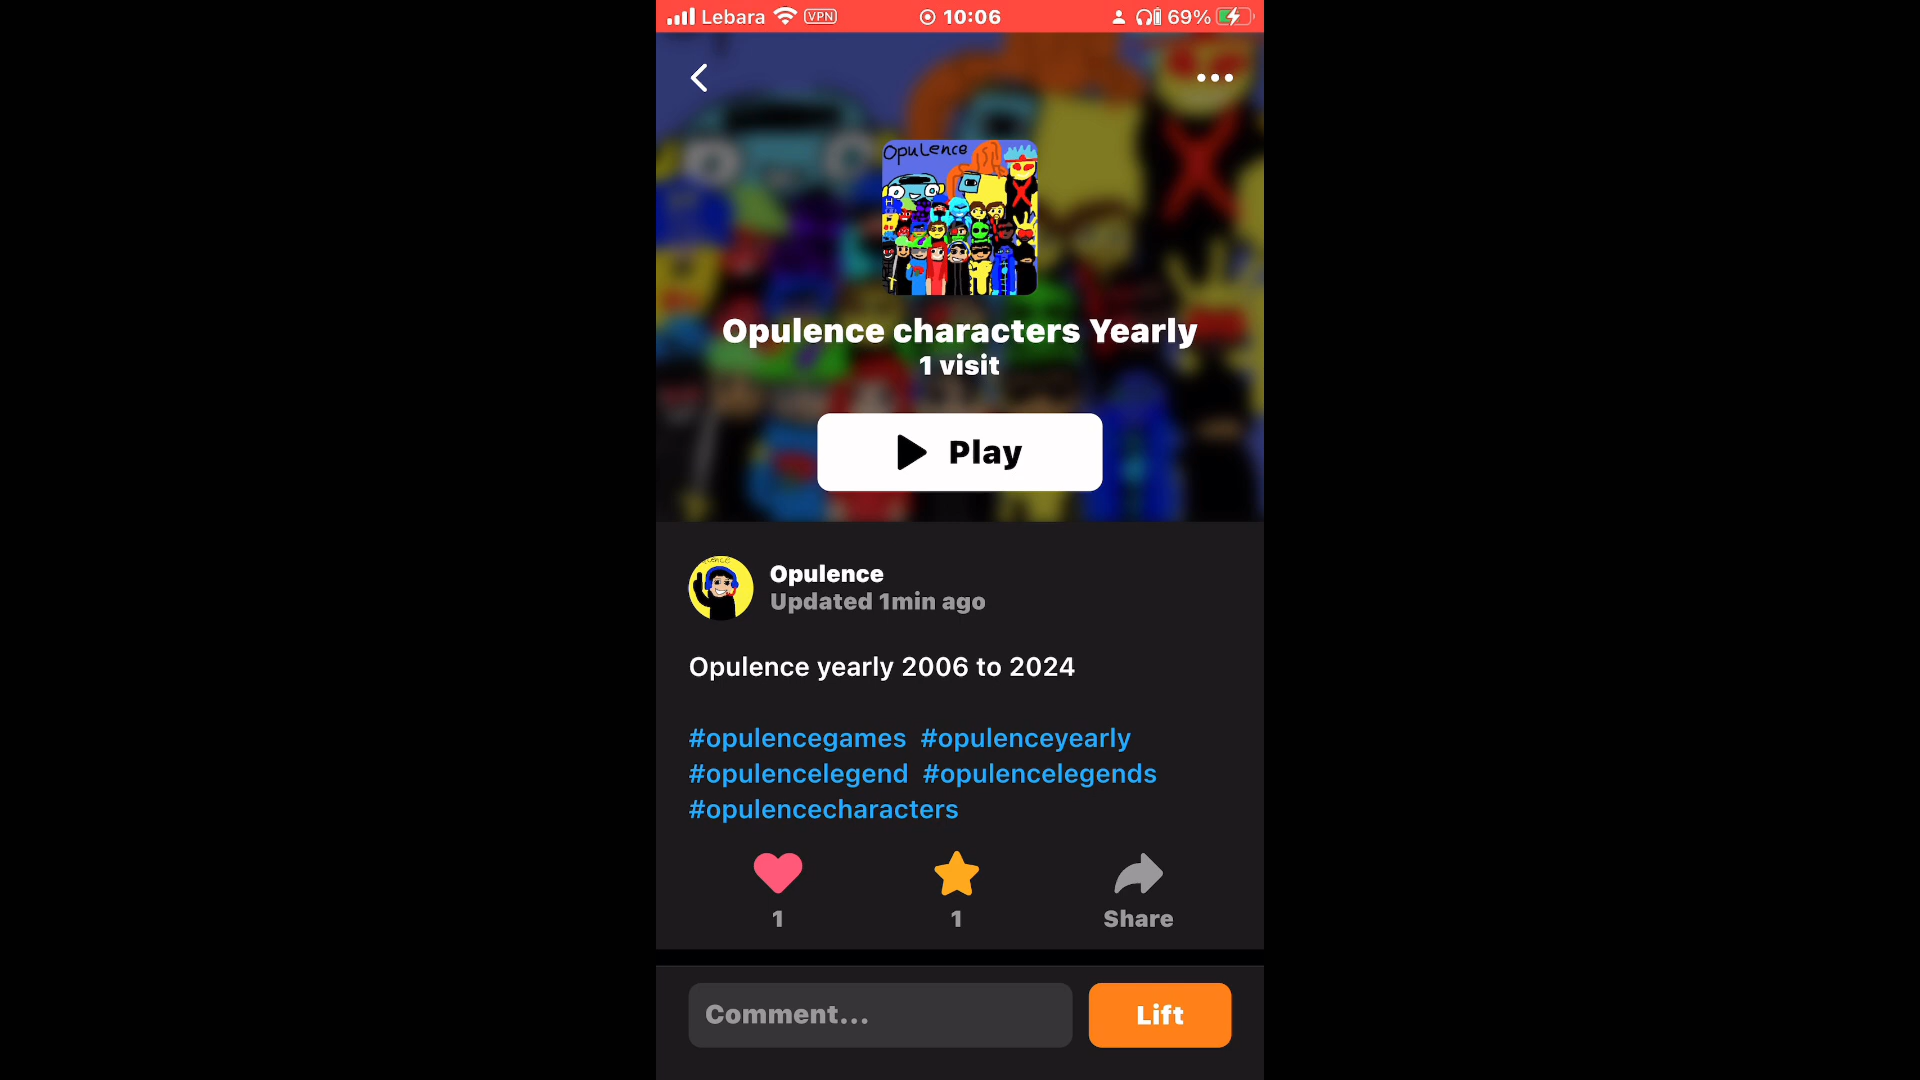 Lebara VPN 10:06 69%
Opulence
Opulence characters Yearly
1 visit
Play
Opulence
Updated 1min ago
Opulence yearly 2006 to 2024
#opulencegames #opulenceyearly
#opulencelegend #opulencelegends
#opulencecharacters
1 1 Share
Comment...
Lift